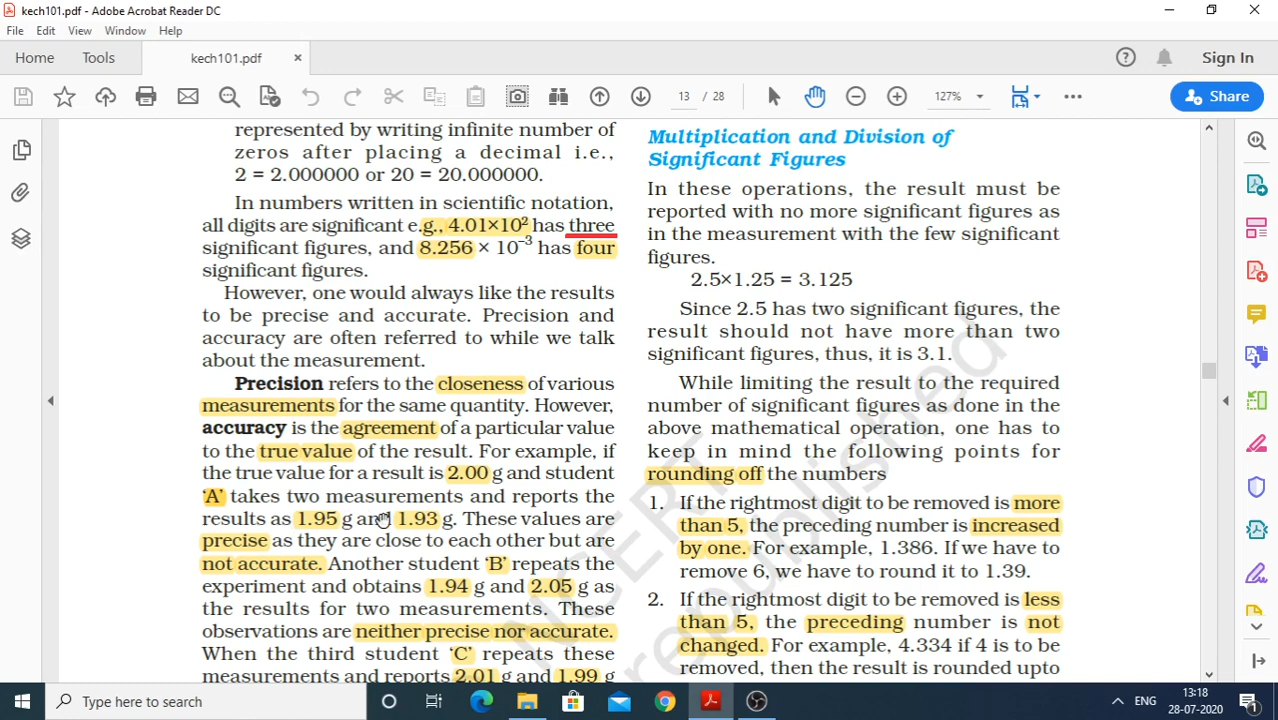 kech101.pdf - Adobe Acrobat Reader DC
File Edit View Window Help
Home Tools kech101.pdf × Sign In
13 / 28 127% Share
represented by writing infinite number of
zeros after placing a decimal i.e.,
2 = 2.000000 or 20 = 20.000000.
In numbers written in scientific notation,
all digits are significant e.g., 4.01×10² has three
significant figures, and 8.256 × 10⁻³ has four
significant figures.
However, one would always like the results
to be precise and accurate. Precision and
accuracy are often referred to while we talk
about the measurement.
Precision refers to the closeness of various
measurements for the same quantity. However,
accuracy is the agreement of a particular value
to the true value of the result. For example, if
the true value for a result is 2.00 g and student
‘A’ takes two measurements and reports the
results as 1.95 g and 1.93 g. These values are
precise as they are close to each other but are
not accurate. Another student ‘B’ repeats the
experiment and obtains 1.94 g and 2.05 g as
the results for two measurements. These
observations are neither precise nor accurate.
When the third student ‘C’ repeats these
measurements and reports 2.01 g and 1.99 g
Multiplication and Division of
Significant Figures
In these operations, the result must be
reported with no more significant figures as
in the measurement with the few significant
figures.
2.5×1.25 = 3.125
Since 2.5 has two significant figures, the
result should not have more than two
significant figures, thus, it is 3.1.
While limiting the result to the required
number of significant figures as done in the
above mathematical operation, one has to
keep in mind the following points for
rounding off the numbers
1. If the rightmost digit to be removed is more
than 5, the preceding number is increased
by one. For example, 1.386. If we have to
remove 6, we have to round it to 1.39.
2. If the rightmost digit to be removed is less
than 5, the preceding number is not
changed. For example, 4.334 if 4 is to be
removed, then the result is rounded upto
NCERT
republished
Type here to search
ENG
13:18
28-07-2020
1